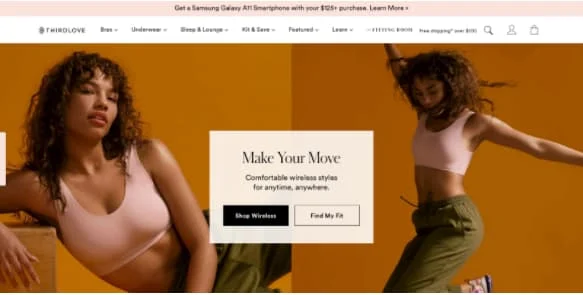 Get a Samsung Galaxy A11 Smartphone with your $125+ purchase. Learn More >
THIRDLOVE Bras Underwear Sleep & Lounge Kit & Save Featured Learn FITTING ROOM Free shipping* over $100
Make Your Move
Comfortable wireless styles
for anytime, anywhere.
Shop Wireless Find My Fit